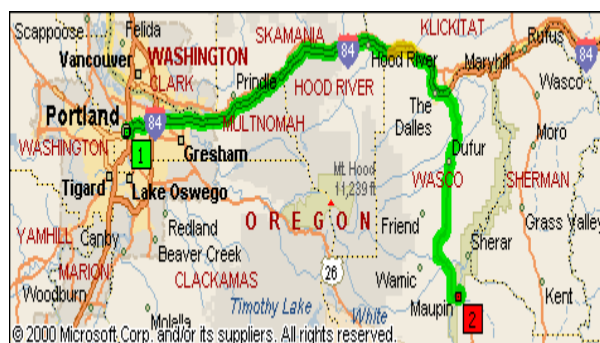 Scappoose
Felida
SKAMANIA
KLICKITAT
Rufus
84
WASHINGTON
84
Maryhill
Vancouver
Hood River
CLARK
Prindle
HOOD RIVER
Wasco
Portland
84
MULTNOMAH
The
Dalles
Moro
1
Gresham
Dufur
WASHINGTON
Mt. Hood
11,239 ft
WASCO
SHERMAN
Tigard
Lake Oswego
Redland
OREGON
Friend
Grass Valley
YAMHILL
Canby
Beaver Creek
Sherar
MARION
CLACKAMAS
26
Wamic
Kent
Woodburn
Timothy Lake
White
Maupin
2
Molalla
© 2000 Microsoft Corp. and/or its suppliers. All rights reserved.